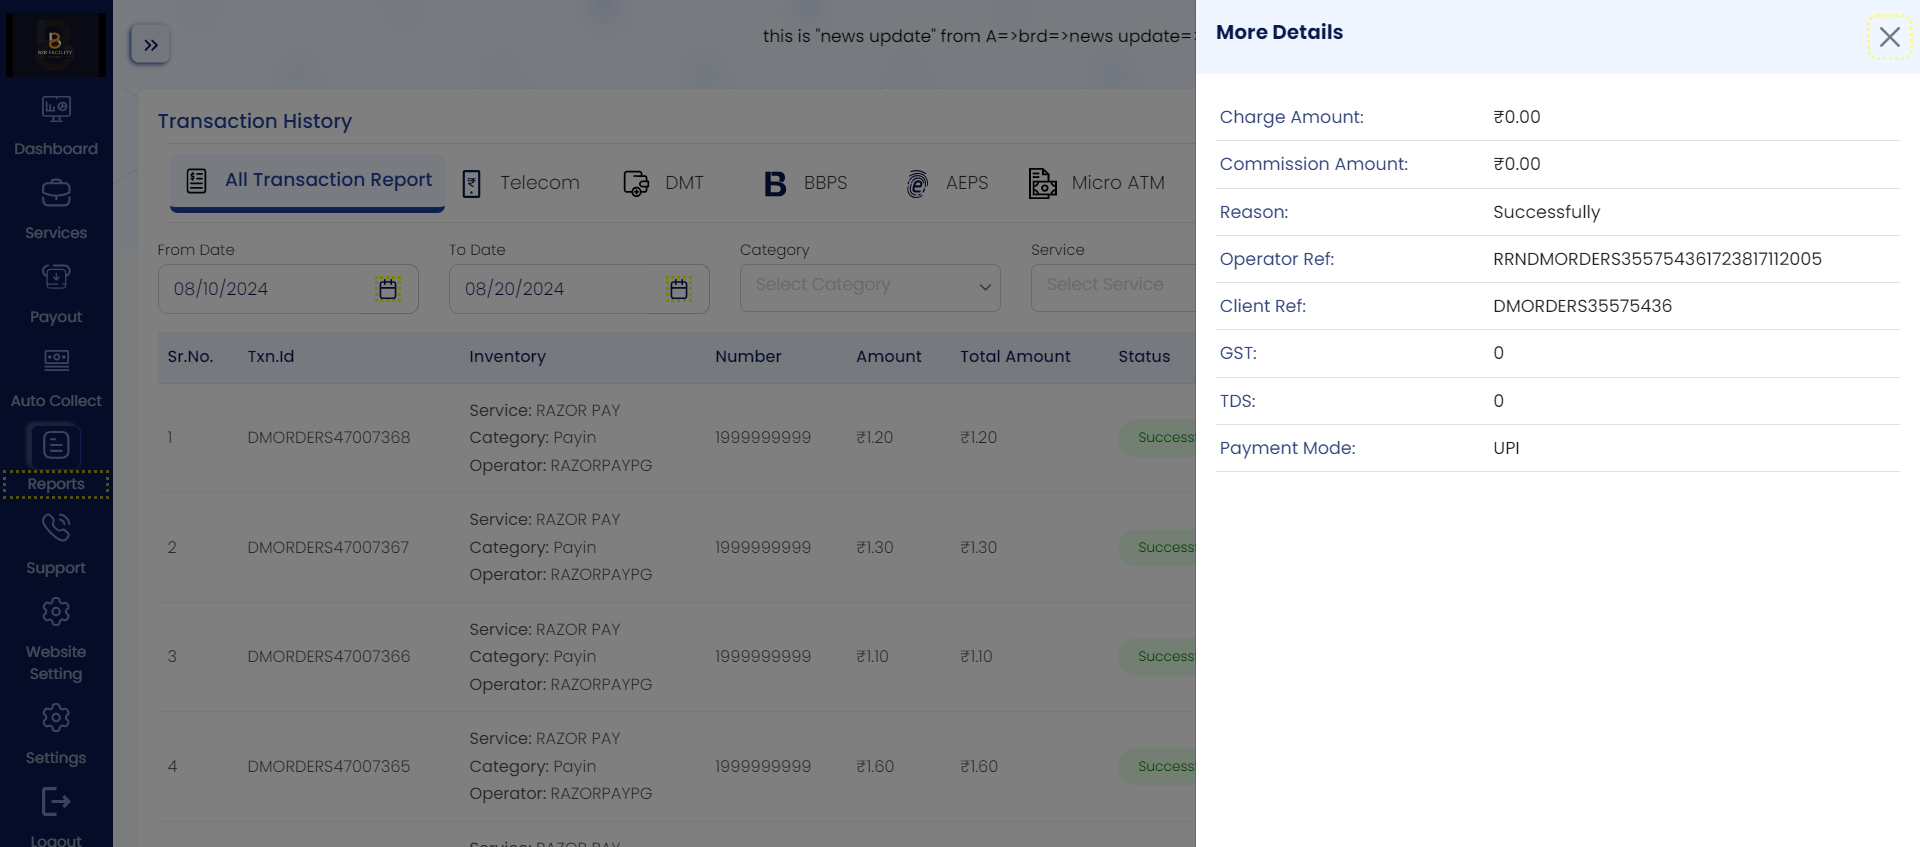 B2B FACILITY
Dashboard
Services
Payout
Auto Collect
Reports
Support
Website
Setting
Settings
Logout
this is "news update" from A=>brd=>news update=>
Transaction History
All Transaction Report
Telecom
DMT
BBPS
AEPS
Micro ATM
From Date
To Date
Category
Service
08/10/2024
08/20/2024
Select Category
Select Service
Sr.No. Txn.Id Inventory Number Amount Total Amount Status
Service: RAZOR PAY
1 DMORDERS47007368 Category: Payin 1999999999 ₹1.20 ₹1.20 Success
Operator: RAZORPAYPG
Service: RAZOR PAY
2 DMORDERS47007367 Category: Payin 1999999999 ₹1.30 ₹1.30 Success
Operator: RAZORPAYPG
Service: RAZOR PAY
3 DMORDERS47007366 Category: Payin 1999999999 ₹1.10 ₹1.10 Success
Operator: RAZORPAYPG
Service: RAZOR PAY
4 DMORDERS47007365 Category: Payin 1999999999 ₹1.60 ₹1.60 Success
Operator: RAZORPAYPG
More Details
Charge Amount: ₹0.00
Commission Amount: ₹0.00
Reason: Successfully
Operator Ref: RRNDMORDERS355754361723817112005
Client Ref: DMORDERS35575436
GST: 0
TDS: 0
Payment Mode: UPI